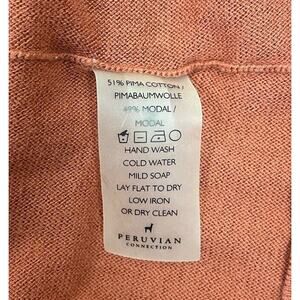 51% PIMA COTTON /
PIMABAUMWOLLE
49% MODAL /
MODAL
HAND WASH
COLD WATER
MILD SOAP
LAY FLAT TO DRY
LOW IRON
OR DRY CLEAN
PERUVIAN
CONNECTION